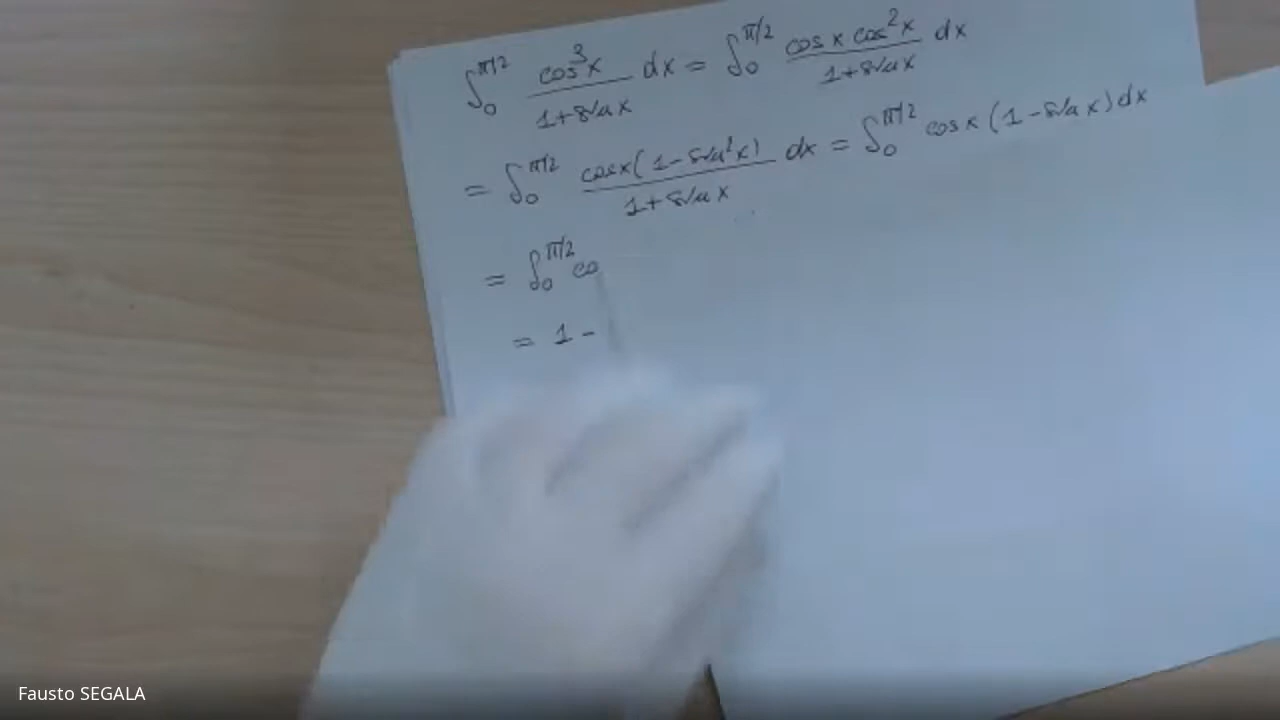 ∫₀^{π/2} cos³x / (1+sin x) dx = ∫₀^{π/2} cos x cos²x / (1+sin x) dx
= ∫₀^{π/2} cos x (1 - sin²x) / (1+sin x) dx = ∫₀^{π/2} cos x (1 - sin x) dx
= ∫₀^{π/2} co
= 1 -
Fausto SEGALA